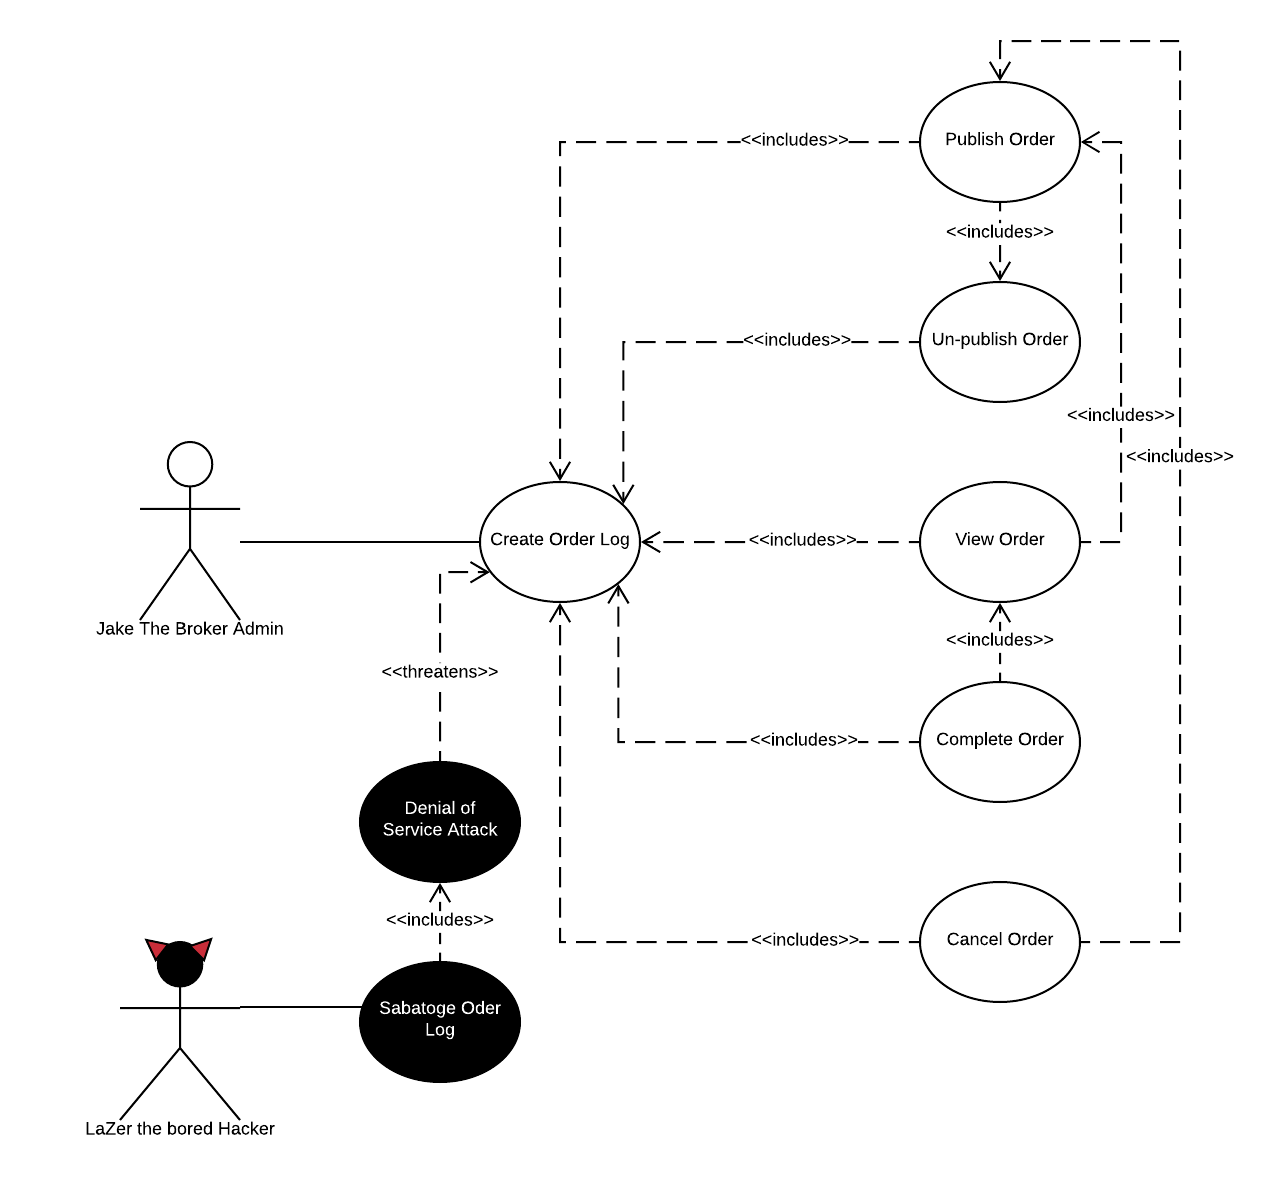 <<includes>>
Publish Order
<<includes>>
<<includes>>
Un-publish Order
<<includes>>
<<includes>>
Create Order Log
<<includes>>
View Order
Jake The Broker Admin
<<includes>>
<<threatens>>
<<includes>>
Complete Order
Denial of
Service Attack
<<includes>>
<<includes>>
Cancel Order
Sabatoge Oder
Log
LaZer the bored Hacker